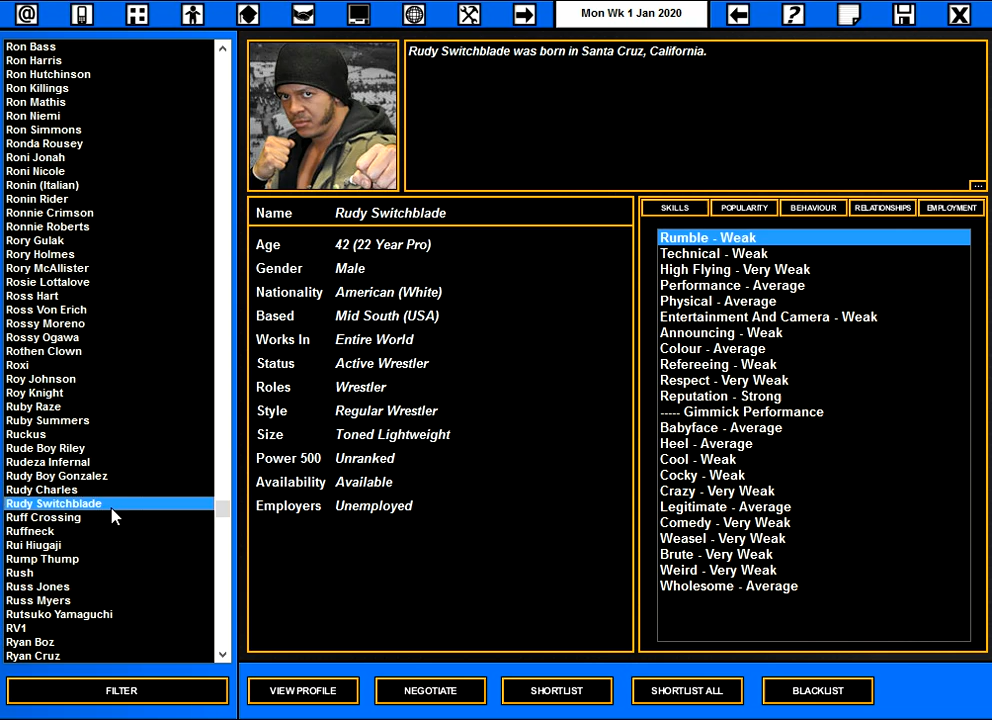 Mon Wk 1 Jan 2020
Ron Bass
Ron Harris
Ron Hutchinson
Ron Killings
Ron Mathis
Ron Niemi
Ron Simmons
Ronda Rousey
Roni Jonah
Roni Nicole
Ronin (Italian)
Ronin Rider
Ronnie Crimson
Ronnie Roberts
Rory Gulak
Rory Holmes
Rory McAllister
Rosie Lottalove
Ross Hart
Ross Von Erich
Rossy Moreno
Rossy Ogawa
Rothen Clown
Roxi
Roy Johnson
Roy Knight
Ruby Raze
Ruby Summers
Ruckus
Rude Boy Riley
Rudeza Infernal
Rudy Boy Gonzalez
Rudy Charles
Rudy Switchblade
Ruff Crossing
Ruffneck
Rui Hiugaji
Rump Thump
Rush
Russ Jones
Russ Myers
Rutsuko Yamaguchi
RV1
Ryan Boz
Ryan Cruz
FILTER
Rudy Switchblade was born in Santa Cruz, California.
...
Name Rudy Switchblade
Age 42 (22 Year Pro)
Gender Male
Nationality American (White)
Based Mid South (USA)
Works In Entire World
Status Active Wrestler
Roles Wrestler
Style Regular Wrestler
Size Toned Lightweight
Power 500 Unranked
Availability Available
Employers Unemployed
SKILLS POPULARITY BEHAVIOUR RELATIONSHIPS EMPLOYMENT
Rumble - Weak
Technical - Weak
High Flying - Very Weak
Performance - Average
Physical - Average
Entertainment And Camera - Weak
Announcing - Weak
Colour - Average
Refereeing - Weak
Respect - Very Weak
Reputation - Strong
----- Gimmick Performance
Babyface - Average
Heel - Average
Cool - Weak
Cocky - Weak
Crazy - Very Weak
Legitimate - Average
Comedy - Very Weak
Weasel - Very Weak
Brute - Very Weak
Weird - Very Weak
Wholesome - Average
VIEW PROFILE NEGOTIATE SHORTLIST SHORTLIST ALL BLACKLIST